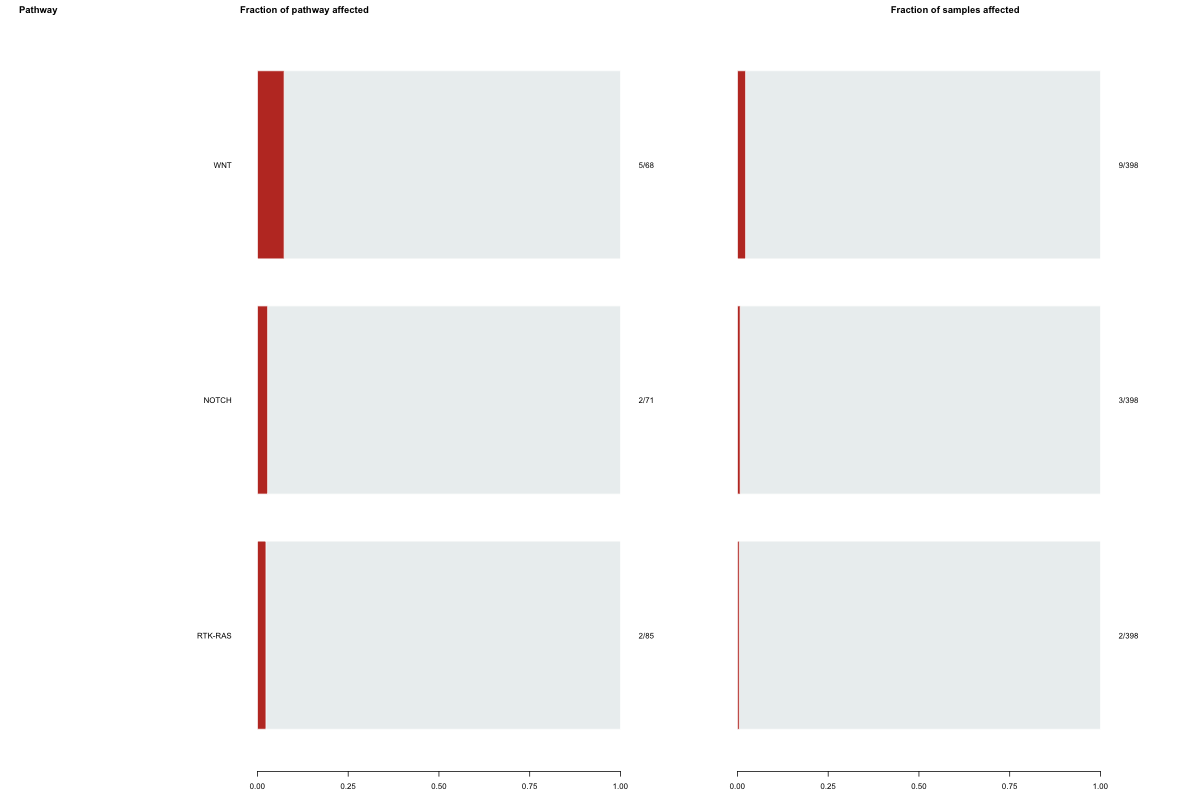 Pathway Fraction of pathway affected Fraction of samples affected
WNT 5/68 9/398
NOTCH 2/71 3/398
RTK-RAS 2/85 2/398
0.00 0.25 0.50 0.75 1.00 0.00 0.25 0.50 0.75 1.00